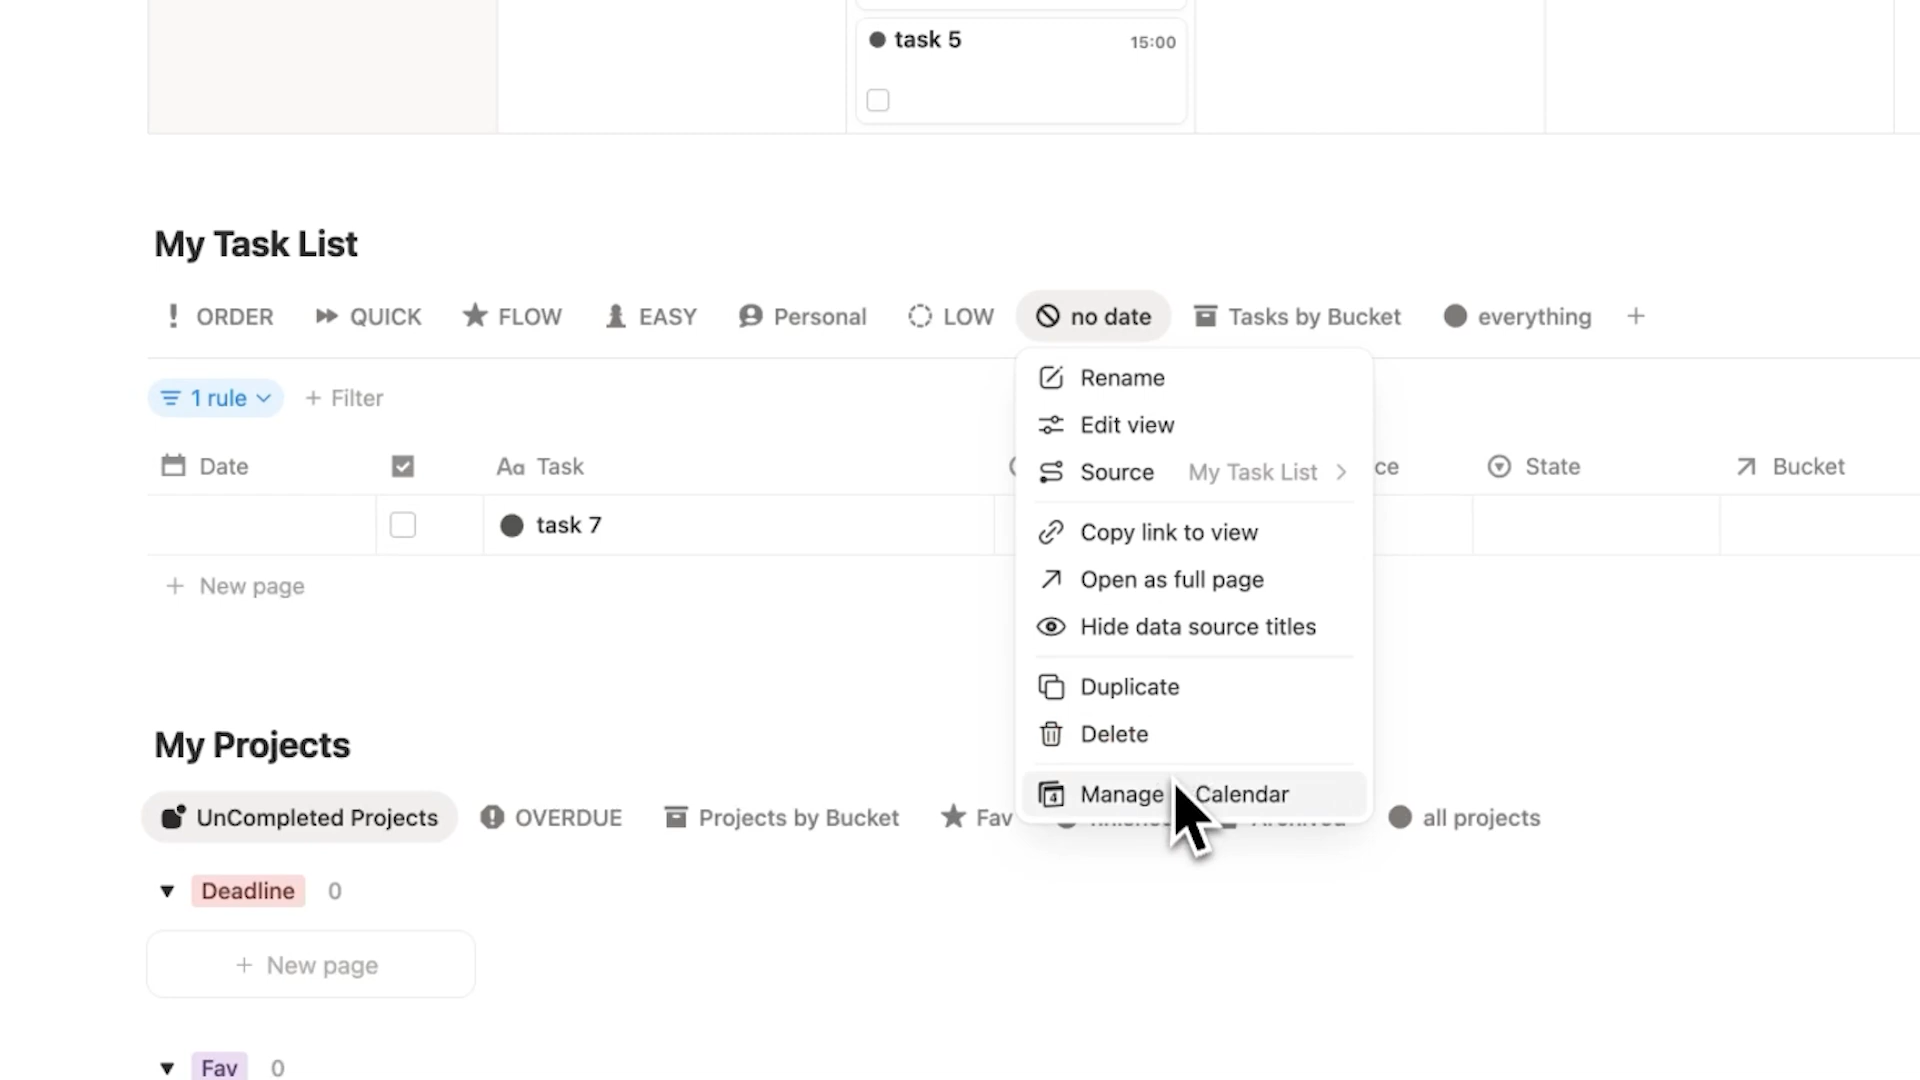 task 5 15:00
My Task List
ORDER QUICK FLOW EASY Personal LOW no date Tasks by Bucket everything +
1 rule + Filter
Rename
Edit view
Date Aa Task ce State Bucket
Source My Task List
task 7
Copy link to view
+ New page
Open as full page
Hide data source titles
Duplicate
Delete
My Projects
Manage Calendar
UnCompleted Projects OVERDUE Projects by Bucket Fav all projects
Deadline 0
+ New page
Fav 0